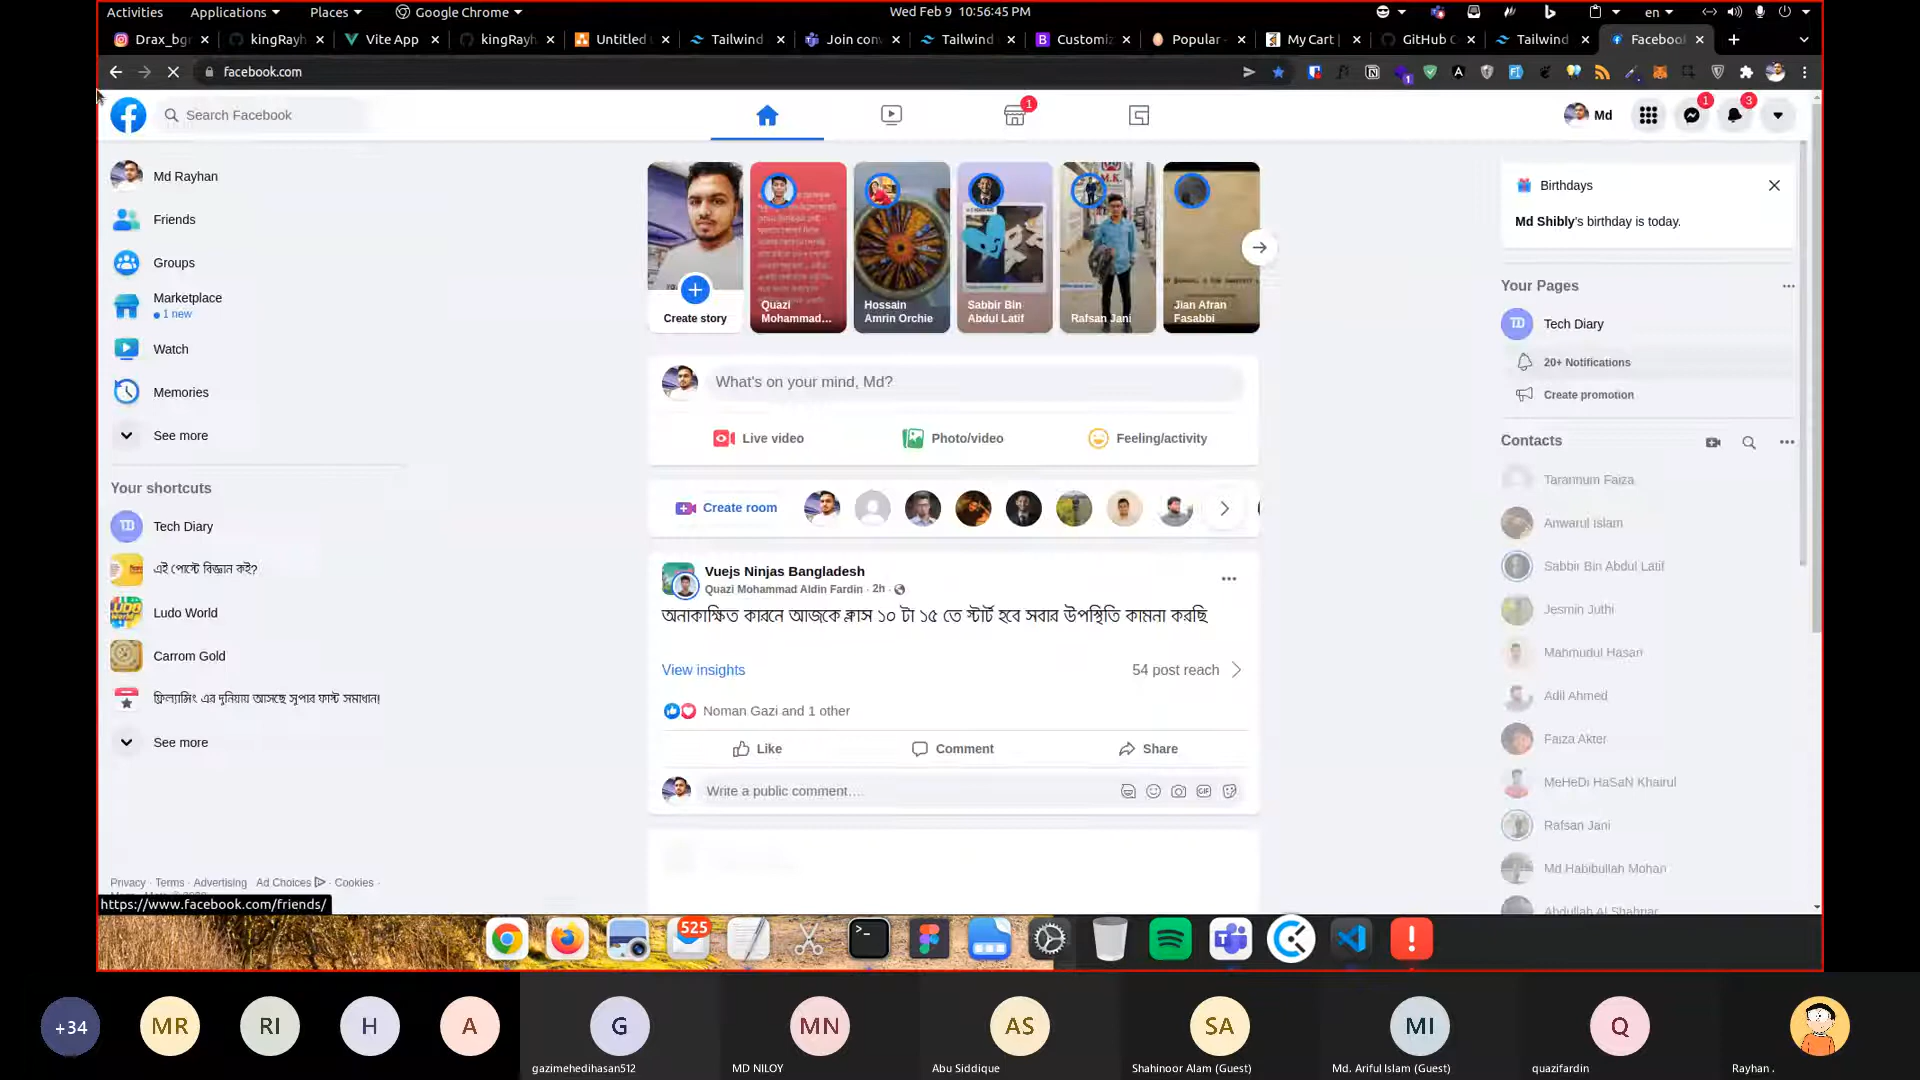 Activities Applications Places Google Chrome Wed Feb 9 10:56:45 PM en
Drax_bg kingRayh Vite App kingRayh Untitled Tailwind Join con Tailwind Customiz Popular My Cart GitHub C Tailwind Facebook
facebook.com
Search Facebook
1
Md
1
3
Md Rayhan
Friends
Groups
Marketplace
1 new
Watch
Memories
See more
Your shortcuts
TD Tech Diary
এই পোস্টে বিজ্ঞান কই?
Ludo World
Carrom Gold
ফ্রিল্যান্সিং এর দুনিয়ায় আসছে সুপার ফাস্ট সমাধান!
See more
Privacy · Terms · Advertising · Ad Choices · Cookies ·
https://www.facebook.com/friends/
Create story
Quazi
Mohammad...
Hossain
Amrin Orchie
Sabbir Bin
Abdul Latif
M.K.
Rafsan Jani
Jian Afran
Fasabbi
What's on your mind, Md?
Live video Photo/video Feeling/activity
Create room
Vuejs Ninjas Bangladesh
Quazi Mohammad Aldin Fardin · 2h ·
অনাকাক্ষিত কারনে আজকে ক্লাস ১০ টা ১৫ তে স্টার্ট হবে সবার উপস্থিতি কামনা করছি
View insights 54 post reach
Noman Gazi and 1 other
Like Comment Share
Write a public comment…
GIF
Birthdays
Md Shibly's birthday is today.
Your Pages
TD Tech Diary
20+ Notifications
Create promotion
Contacts
Tarannum Faiza
Anwarul Islam
Sabbir Bin Abdul Latif
Jesmin Juthi
Mahmudul Hasan
Adil Ahmed
Faiza Akter
MeHeDi HaSaN Khairul
Rafsan Jani
Md Habibullah Mohan
Abdullah Al Shahriar
525
+34 MR RI H A G MN AS SA MI Q
gazimehedihasan512 MD NILOY Abu Siddique Shahinoor Alam (Guest) Md. Ariful Islam (Guest) quazifardin Rayhan .